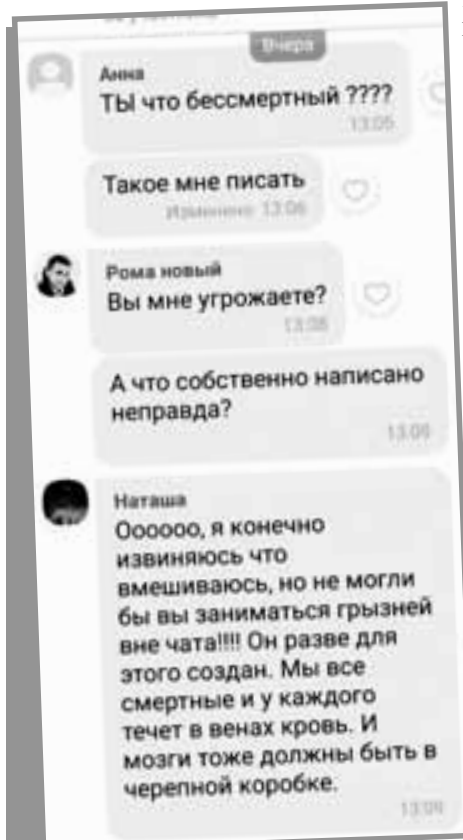 Вчера
Анна
ТЫ что бессмертный ????
13:05
Такое мне писать
Изменено 13:06
Рома новый
Вы мне угрожаете?
13:08
А что собственно написано
неправда?
13:08
Наташа
Оооооо, я конечно
извиняюсь что
вмешиваюсь, но не могли
бы вы заниматься грызней
вне чата!!!! Он разве для
этого создан. Мы все
смертные и у каждого
течет в венах кровь. И
мозги тоже должны быть в
черепной коробке.
13:09